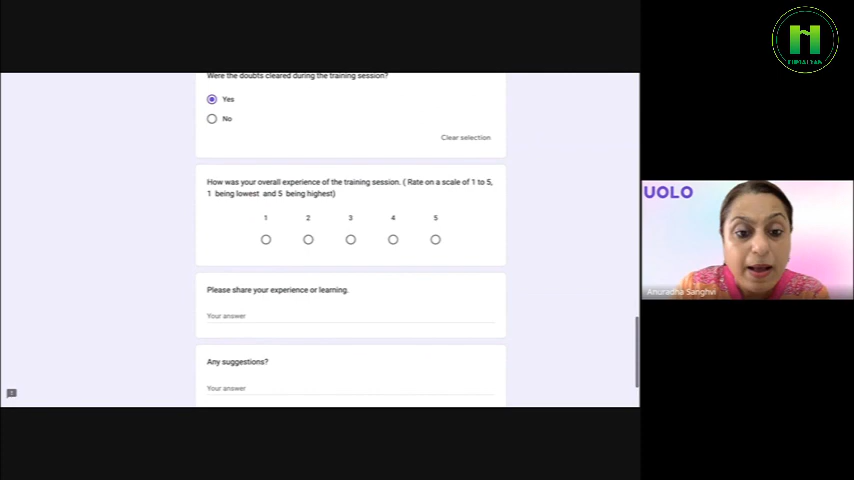 Were the doubts cleared during the training session?
Yes
No
Clear selection
How was your overall experience of the training session. ( Rate on a scale of 1 to 5,
1 being lowest and 5 being highest)
1 2 3 4 5
Please share your experience or learning.
Your answer
Any suggestions?
Your answer
UOLO
Anuradha Sanghvi